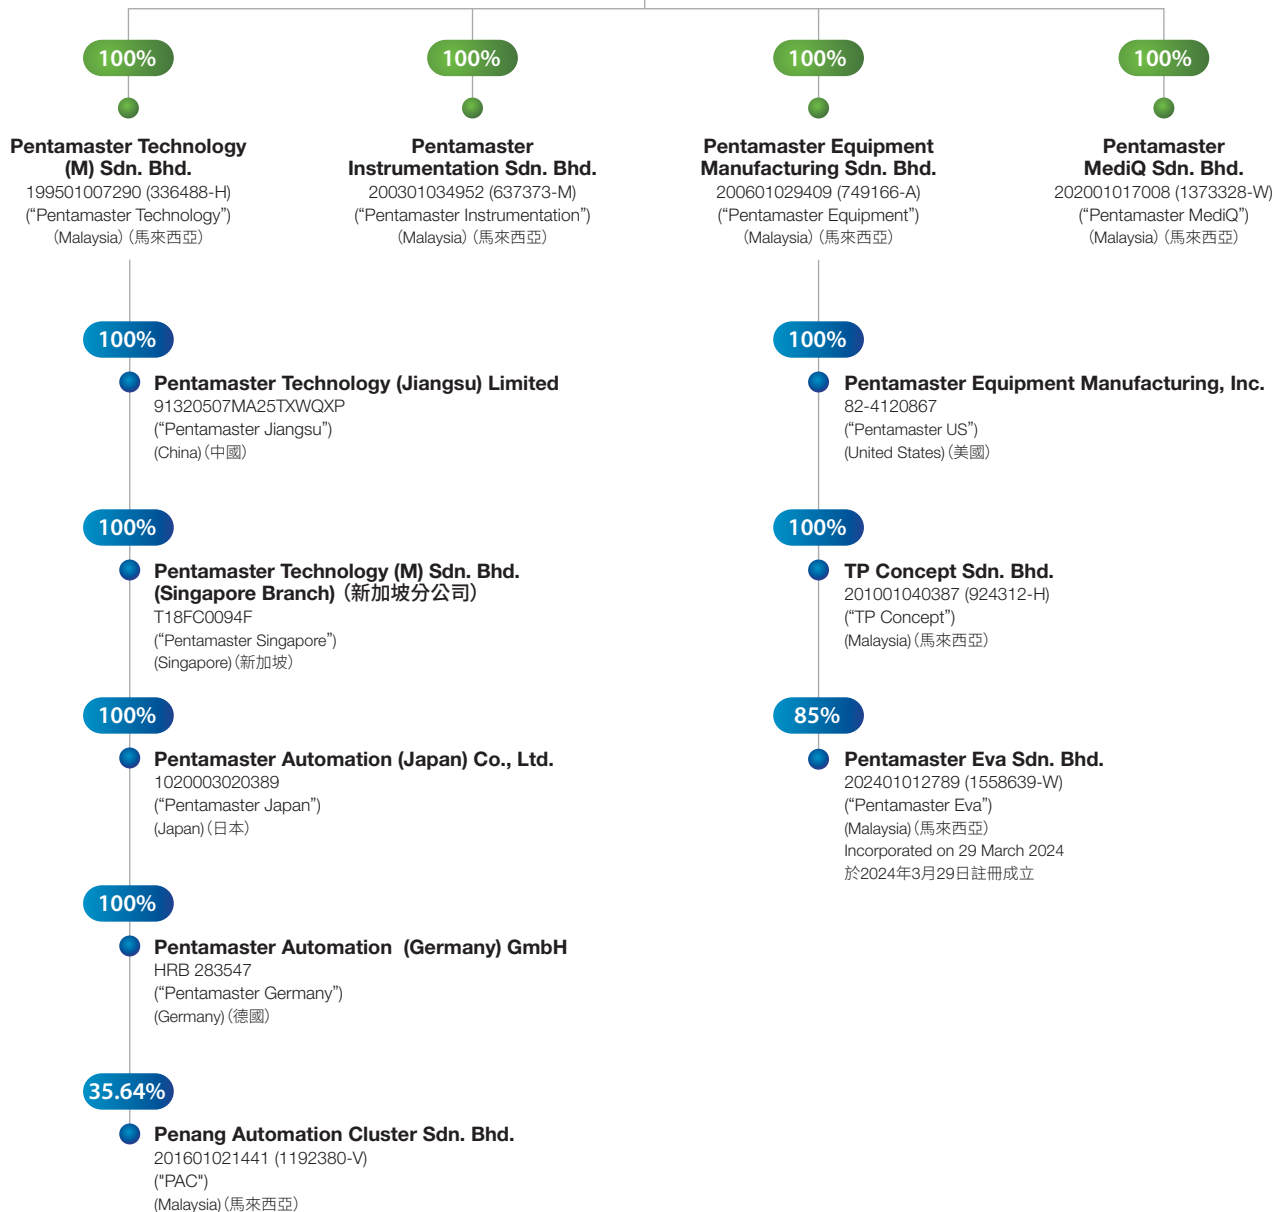 100%
Pentamaster Technology
(M) Sdn. Bhd.
199501007290 (336488-H)
(“Pentamaster Technology”)
(Malaysia)(馬來西亞)
100%
Pentamaster
Instrumentation Sdn. Bhd.
200301034952 (637373-M)
(“Pentamaster Instrumentation”)
(Malaysia)(馬來西亞)
100%
Pentamaster Equipment
Manufacturing Sdn. Bhd.
200601029409 (749166-A)
(“Pentamaster Equipment”)
(Malaysia)(馬來西亞)
100%
Pentamaster
MediQ Sdn. Bhd.
202001017008 (1373328-W)
(“Pentamaster MediQ”)
(Malaysia)(馬來西亞)
100%
Pentamaster Technology (Jiangsu) Limited
91320507MA25TXWQXP
(“Pentamaster Jiangsu”)
(China)(中國)
100%
Pentamaster Technology (M) Sdn. Bhd.
(Singapore Branch)(新加坡分公司)
T18FC0094F
(“Pentamaster Singapore”)
(Singapore)(新加坡)
100%
Pentamaster Automation (Japan) Co., Ltd.
1020003020389
(“Pentamaster Japan”)
(Japan)(日本)
100%
Pentamaster Automation (Germany) GmbH
HRB 283547
(“Pentamaster Germany”)
(Germany)(德國)
35.64%
Penang Automation Cluster Sdn. Bhd.
201601021441 (1192380-V)
("PAC")
(Malaysia)(馬來西亞)
100%
Pentamaster Equipment Manufacturing, Inc.
82-4120867
(“Pentamaster US”)
(United States)(美國)
100%
TP Concept Sdn. Bhd.
201001040387 (924312-H)
(“TP Concept”)
(Malaysia)(馬來西亞)
85%
Pentamaster Eva Sdn. Bhd.
202401012789 (1558639-W)
(“Pentamaster Eva”)
(Malaysia)(馬來西亞)
Incorporated on 29 March 2024
於2024年3月29日註冊成立